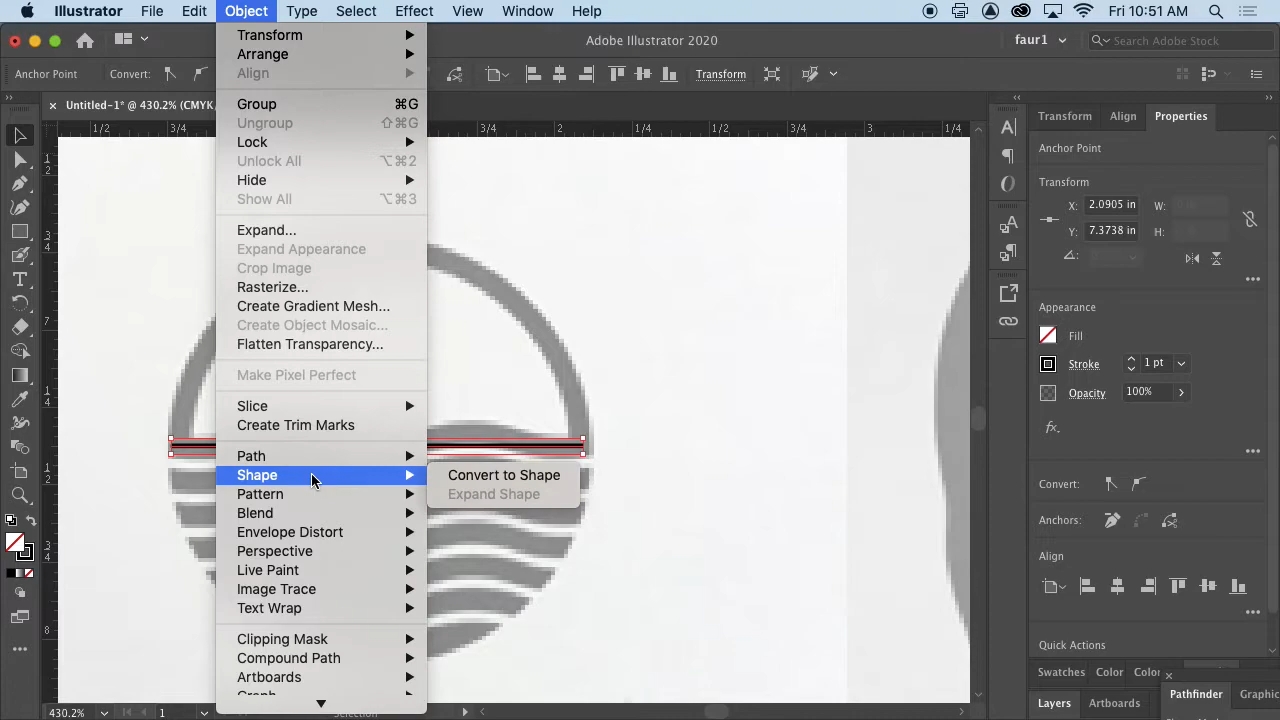 Illustrator File Edit Object Type Select Effect View Window Help Fri 10:51 AM
Adobe Illustrator 2020 faur1 Search Adobe Stock
Anchor Point Convert: Transform
Untitled-1* @ 430.2% (CMYK
1/2 3/4 3/4 2 1/4 1/2 3/4 3 1/4
Transform
Arrange
Align
Group ⌘G
Ungroup ⇧⌘G
Lock
Unlock All ⌥⌘2
Hide
Show All ⌥⌘3
Expand...
Expand Appearance
Crop Image
Rasterize...
Create Gradient Mesh...
Create Object Mosaic...
Flatten Transparency...
Make Pixel Perfect
Slice
Create Trim Marks
Path
Shape
Pattern
Blend
Envelope Distort
Perspective
Live Paint
Image Trace
Text Wrap
Clipping Mask
Compound Path
Artboards
Graph
Convert to Shape
Expand Shape
Transform Align Properties
Anchor Point
Transform
X: 2.0905 in W:
Y: 7.3738 in H:
Appearance
Fill
Stroke 1 pt
Opacity 100%
fx.
Convert:
Anchors:
Align
Quick Actions
Swatches Color Color
Pathfinder Graphic
Layers Artboards
430.2% 1 Selection